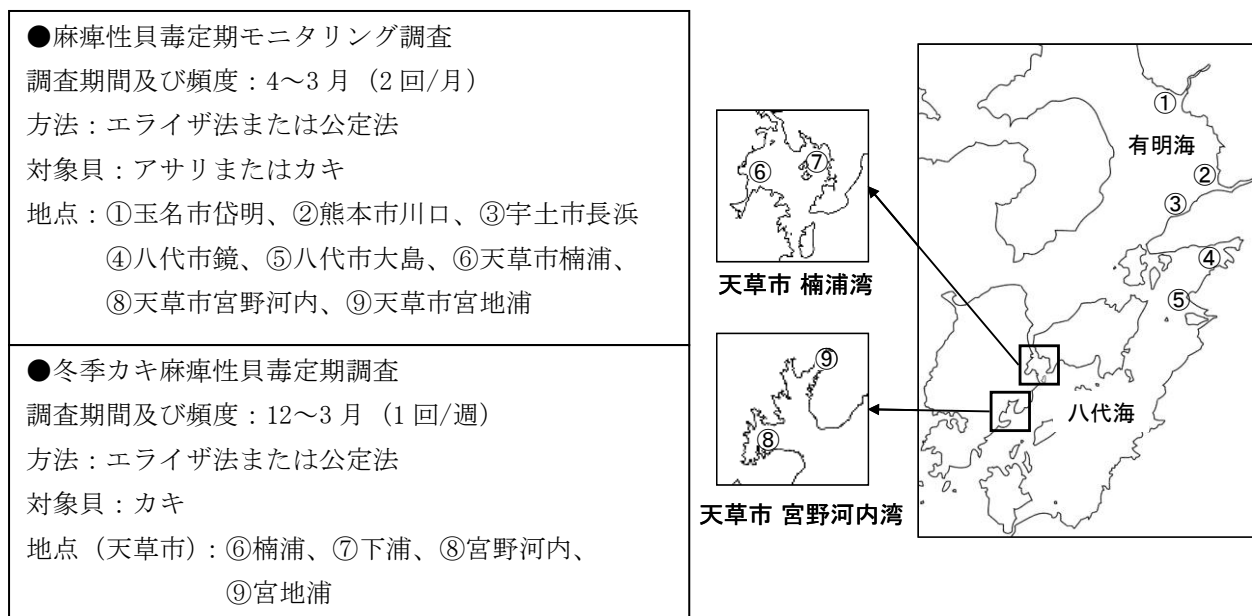 ●麻痺性貝毒定期モニタリング調査
調査期間及び頻度：4～3 月（2 回/月）
方法：エライザ法または公定法
対象貝：アサリまたはカキ
地点：①玉名市岱明、②熊本市川口、③宇土市長浜
④八代市鏡、⑤八代市大島、⑥天草市楠浦、
⑧天草市宮野河内、⑨天草市宮地浦
●冬季カキ麻痺性貝毒定期調査
調査期間及び頻度：12～3 月（1 回/週）
方法：エライザ法または公定法
対象貝：カキ
地点（天草市）：⑥楠浦、⑦下浦、⑧宮野河内、
⑨宮地浦
⑥
⑦
天草市 楠浦湾
⑨
⑧
天草市 宮野河内湾
①
有明海
②
③
④
⑤
八代海